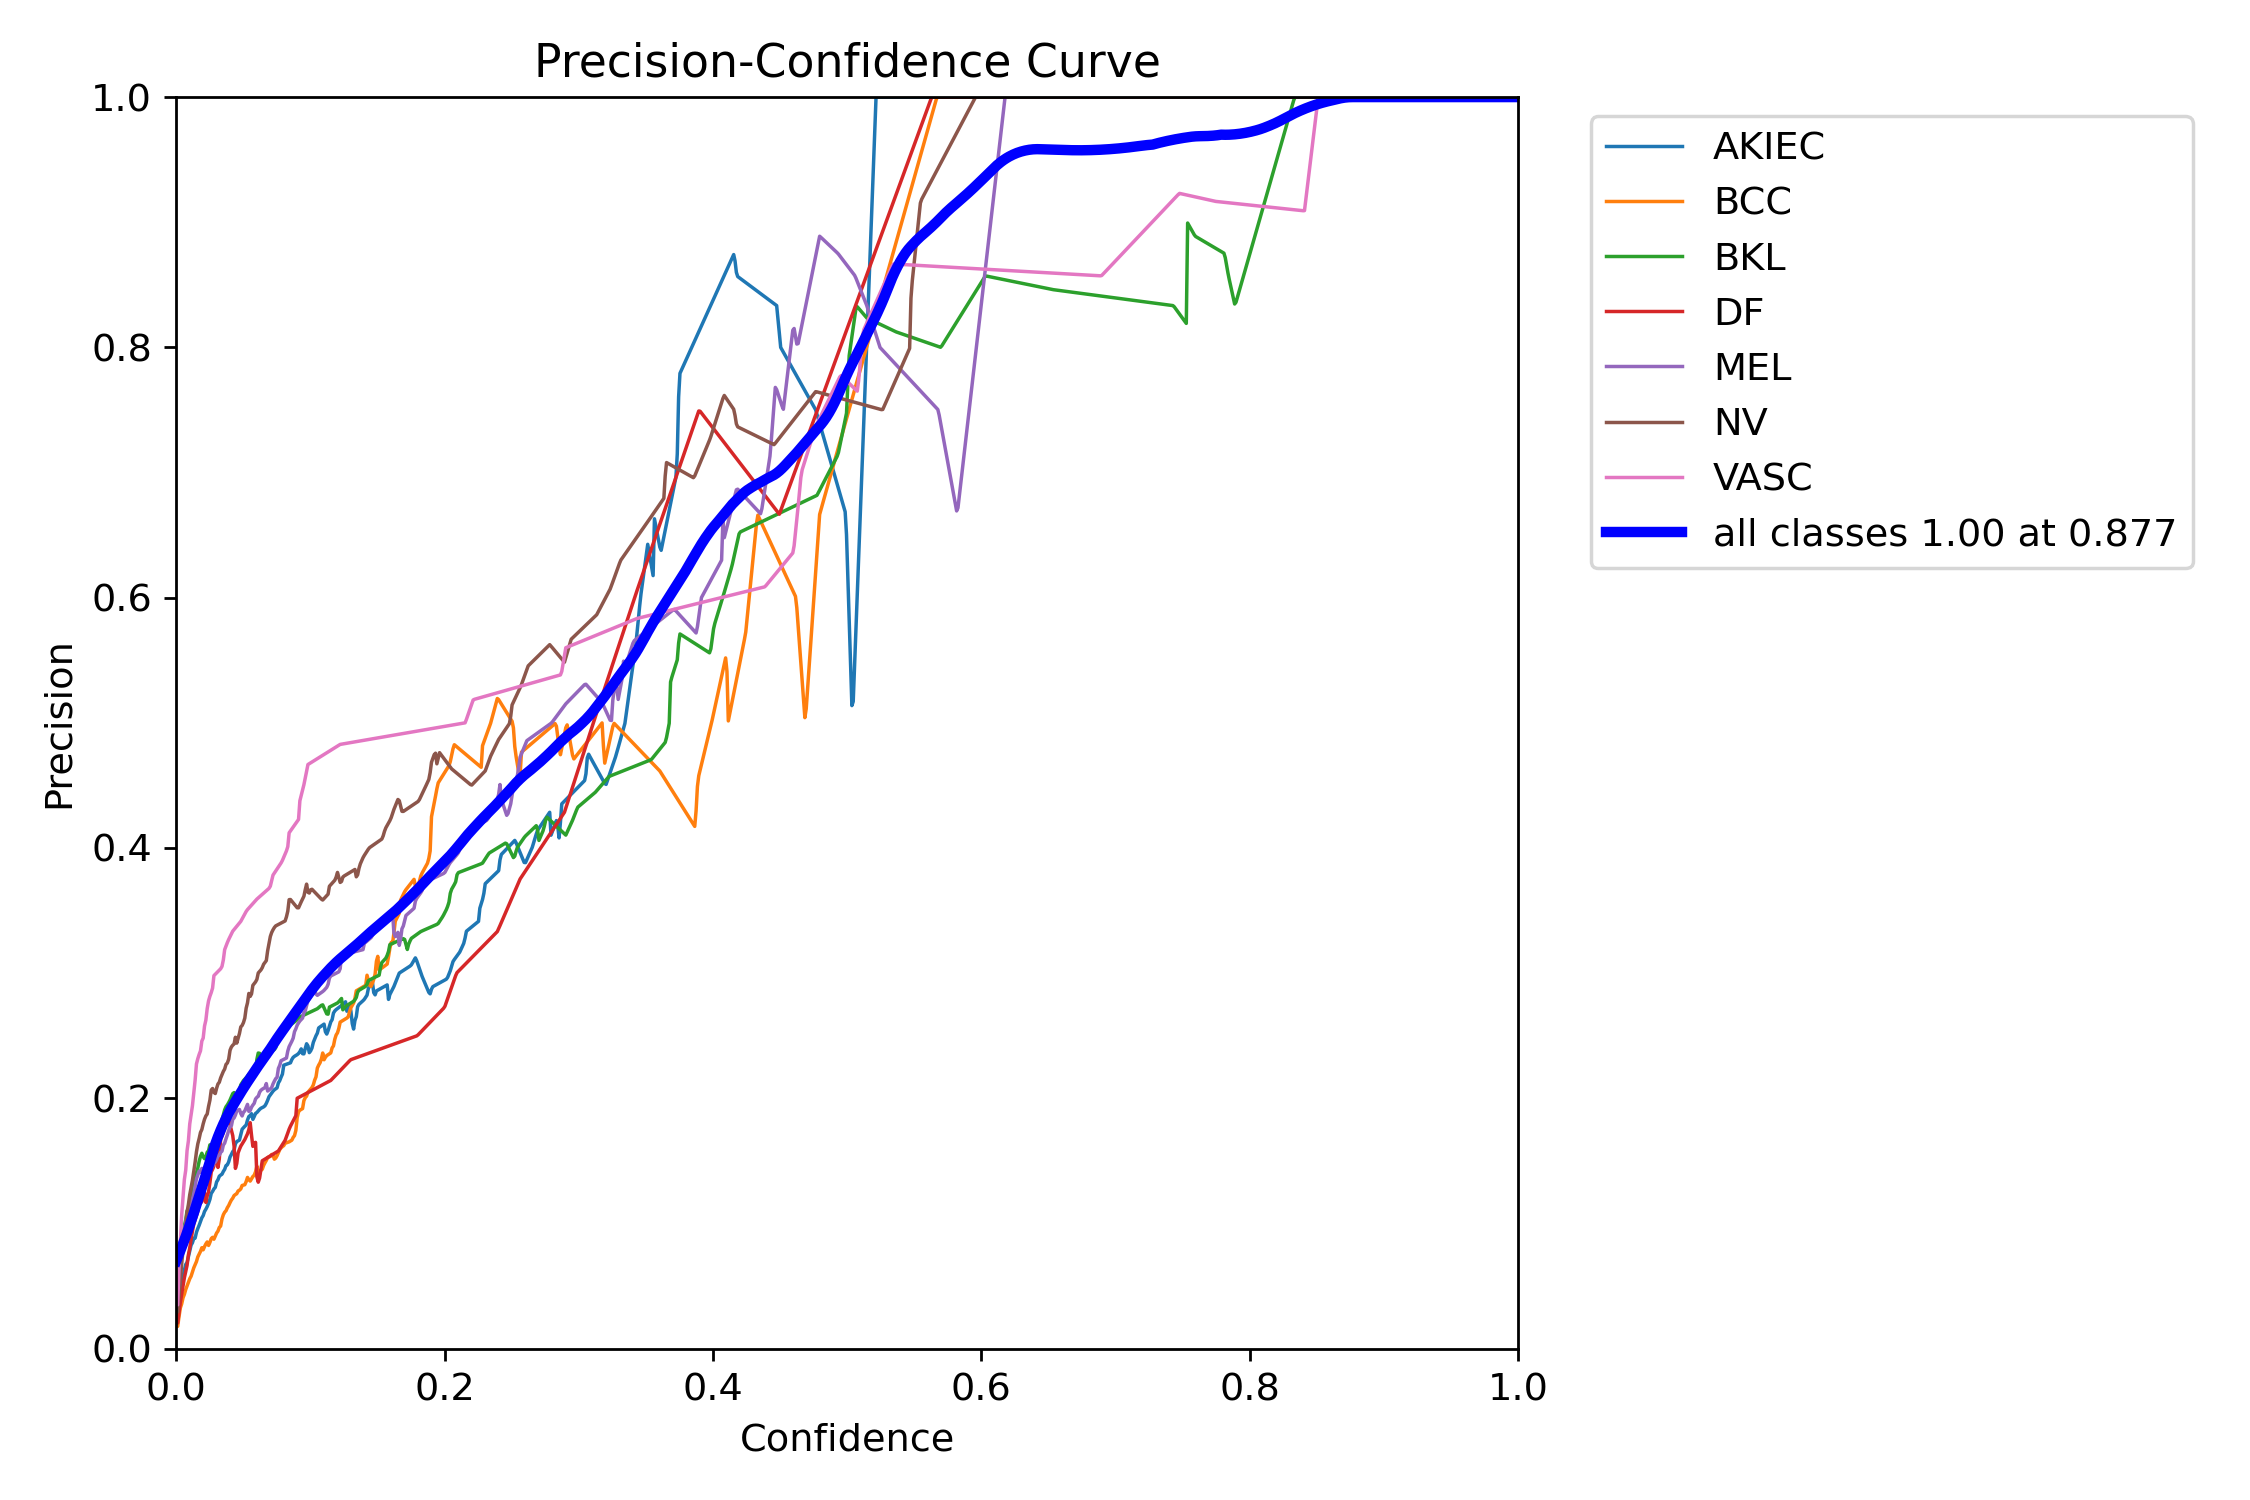 Precision-Confidence Curve
1.0
0.8
0.6
0.4
0.2
0.0
Precision
0.0 0.2 0.4 0.6 0.8 1.0
Confidence
AKIEC
BCC
BKL
DF
MEL
NV
VASC
all classes 1.00 at 0.877